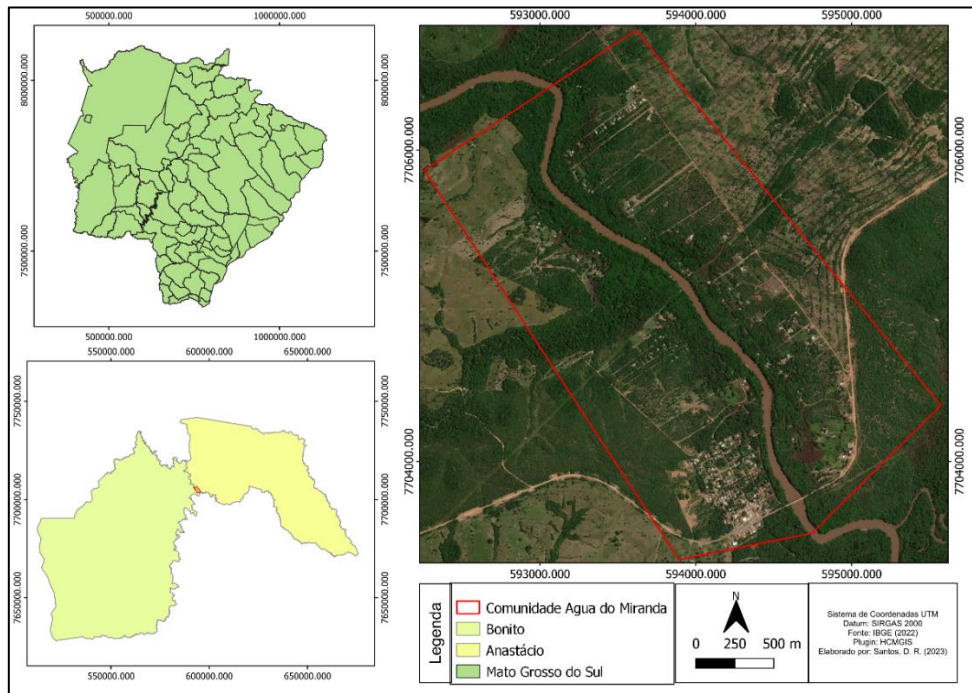 500000.000 1000000.000
8000000.000
7500000.000
500000.000 1000000.000
550000.000 600000.000 650000.000
7750000.000
7700000.000
7650000.000
7750000.000
7700000.000
7650000.000
550000.000 600000.000 650000.000
593000.000 594000.000 595000.000
7706000.000
7704000.000
7706000.000
7704000.000
593000.000 594000.000 595000.000
Legenda
Comunidade Agua do Miranda
Bonito
Anastácio
Mato Grosso do Sul
N
0 250 500 m
Sistema de Coordenadas UTM
Datum: SIRGAS 2000
Fonte: IBGE (2022)
Plugin: HCMGIS
Elaborado por: Santos. D. R. (2023)